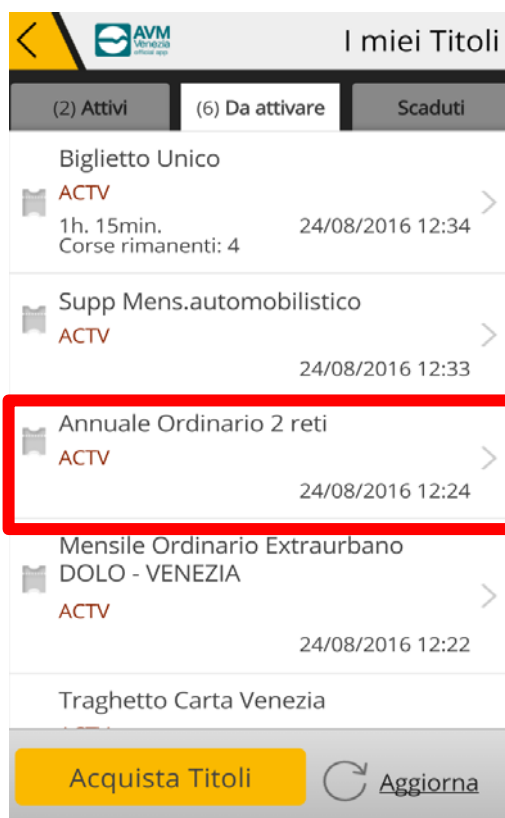 AVM
Venezia
official app
I miei Titoli
(2) Attivi
(6) Da attivare
Scaduti
Biglietto Unico
ACTV
1h. 15min.
24/08/2016 12:34
Corse rimanenti: 4
Supp Mens.automobilistico
ACTV
24/08/2016 12:33
Annuale Ordinario 2 reti
ACTV
24/08/2016 12:24
Mensile Ordinario Extraurbano
DOLO - VENEZIA
ACTV
24/08/2016 12:22
Traghetto Carta Venezia
Acquista Titoli
Aggiorna